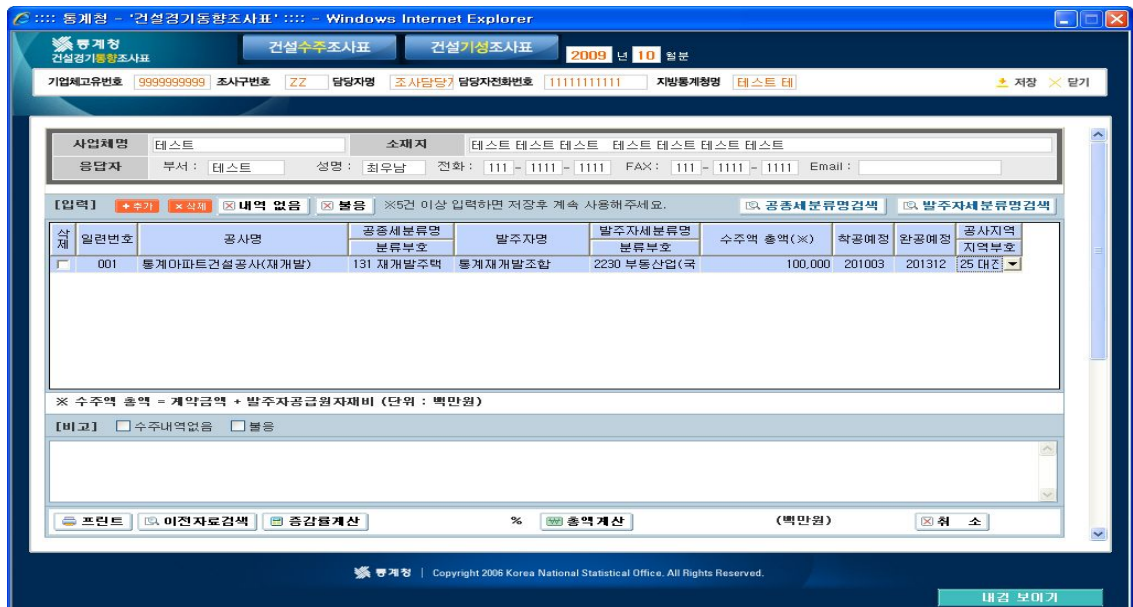 :::: 통계청 - '건설경기동향조사표' :::: - Windows Internet Explorer
통계청
건설경기동향조사표
건설수주조사표 건설기성조사표 2009 년 10 월분
기업체고유번호 9999999999 조사구번호 ZZ 담당자명 조사담당 담당자전화번호 11111111111 지방통계청명 테스트 테 저장 닫기
사업체명 테스트 소재지 테스트 테스트 테스트 테스트 테스트 테스트 테스트
응답자 부서 : 테스트 성명 : 최우남 전화 : 111 - 1111 - 1111 FAX : 111 - 1111 - 1111 Email :
[입력] +추가 ×삭제 내역 없음 불응 ※5건 이상 입력하면 저장후 계속 사용해주세요. 공종세분류명검색 발주자세분류명검색
삭제 일련번호 공사명 공종세분류명 발주자명 발주자세분류명 수주액 총액(※) 착공예정 완공예정 공사지역
분류부호 분류부호 지역부호
001 통계아파트건설공사(재개발) 131 재개발주택 통계재개발조합 2230 부동산업(국 100,000 201003 201312 25 대전
※ 수주액 총액 = 계약금액 + 발주자공급원자재비 (단위 : 백만원)
[비고] 수주내역없음 불응
프린트 이전자료검색 증감률계산 % 총액계산 (백만원) 취 소
통계청 | Copyright 2006 Korea National Statistical Office. All Rights Reserved.
내검 보이기